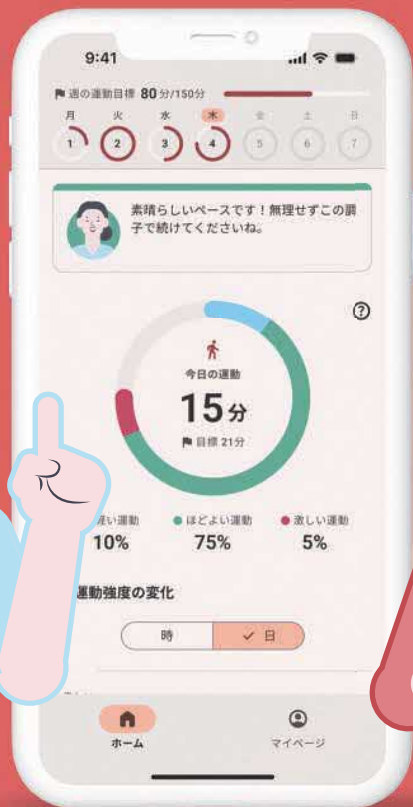 9:41
週の運動目標 80分/150分
月 火 水 木 金 土 日
1 2 3 4 5 6 7
素晴らしいペースです！無理せずこの調
子で続けてくださいね。
?
今日の運動
15分
目標 21分
軽い運動 ほどよい運動 激しい運動
10% 75% 5%
運動強度の変化
時 ✓ 日
ホーム マイページ